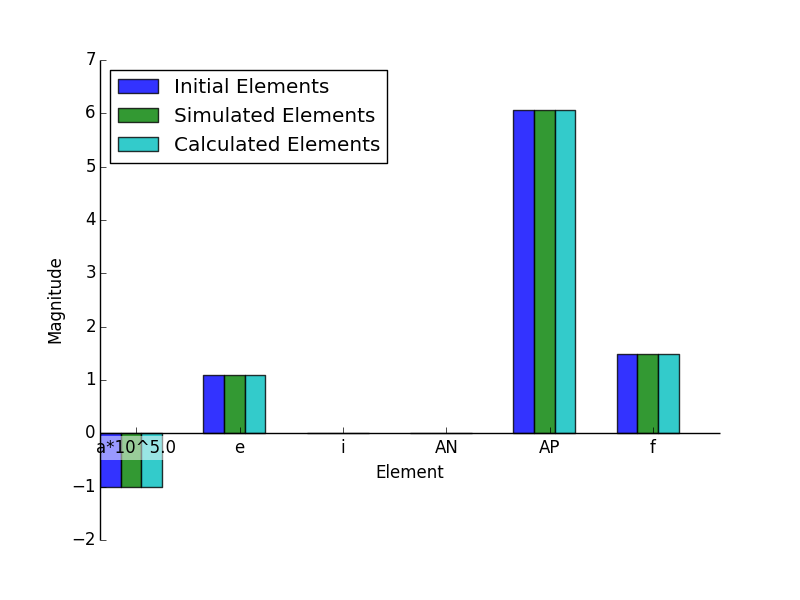 7
6
5
4
3
2
1
0
−1
−2
Magnitude
Initial Elements
Simulated Elements
Calculated Elements
a*10^5.0 e i AN AP f
Element